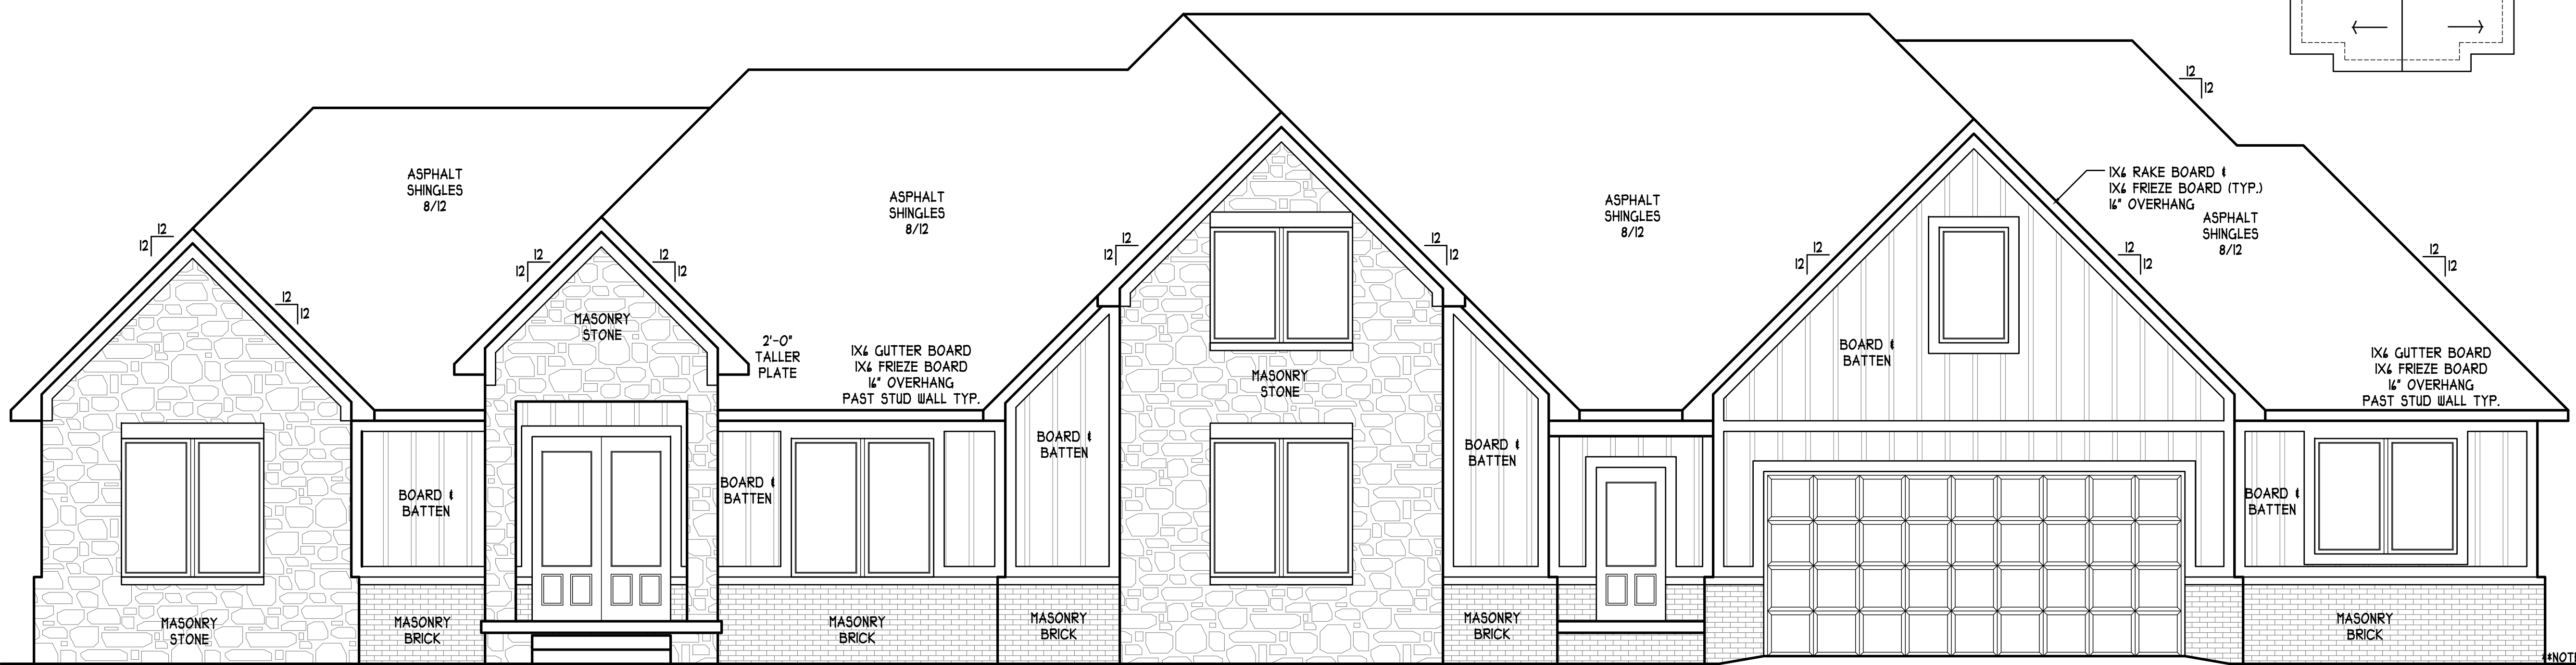 12
12
ASPHALT
SHINGLES
8/12
12
12
12
12
12
12
12
12
MASONRY
STONE
2'-0"
TALLER
PLATE
ASPHALT
SHINGLES
8/12
1X6 GUTTER BOARD
1X6 FRIEZE BOARD
16" OVERHANG
PAST STUD WALL TYP.
12
12
12
12
MASONRY
STONE
ASPHALT
SHINGLES
8/12
12
12
12
12
12
12
1X6 RAKE BOARD &
1X6 FRIEZE BOARD (TYP.)
16" OVERHANG
ASPHALT
SHINGLES
8/12
12
12
BOARD &
BATTEN
1X6 GUTTER BOARD
1X6 FRIEZE BOARD
16" OVERHANG
PAST STUD WALL TYP.
BOARD &
BATTEN
BOARD &
BATTEN
BOARD &
BATTEN
BOARD &
BATTEN
BOARD &
BATTEN
MASONRY
STONE
MASONRY
BRICK
MASONRY
BRICK
MASONRY
BRICK
MASONRY
BRICK
MASONRY
BRICK